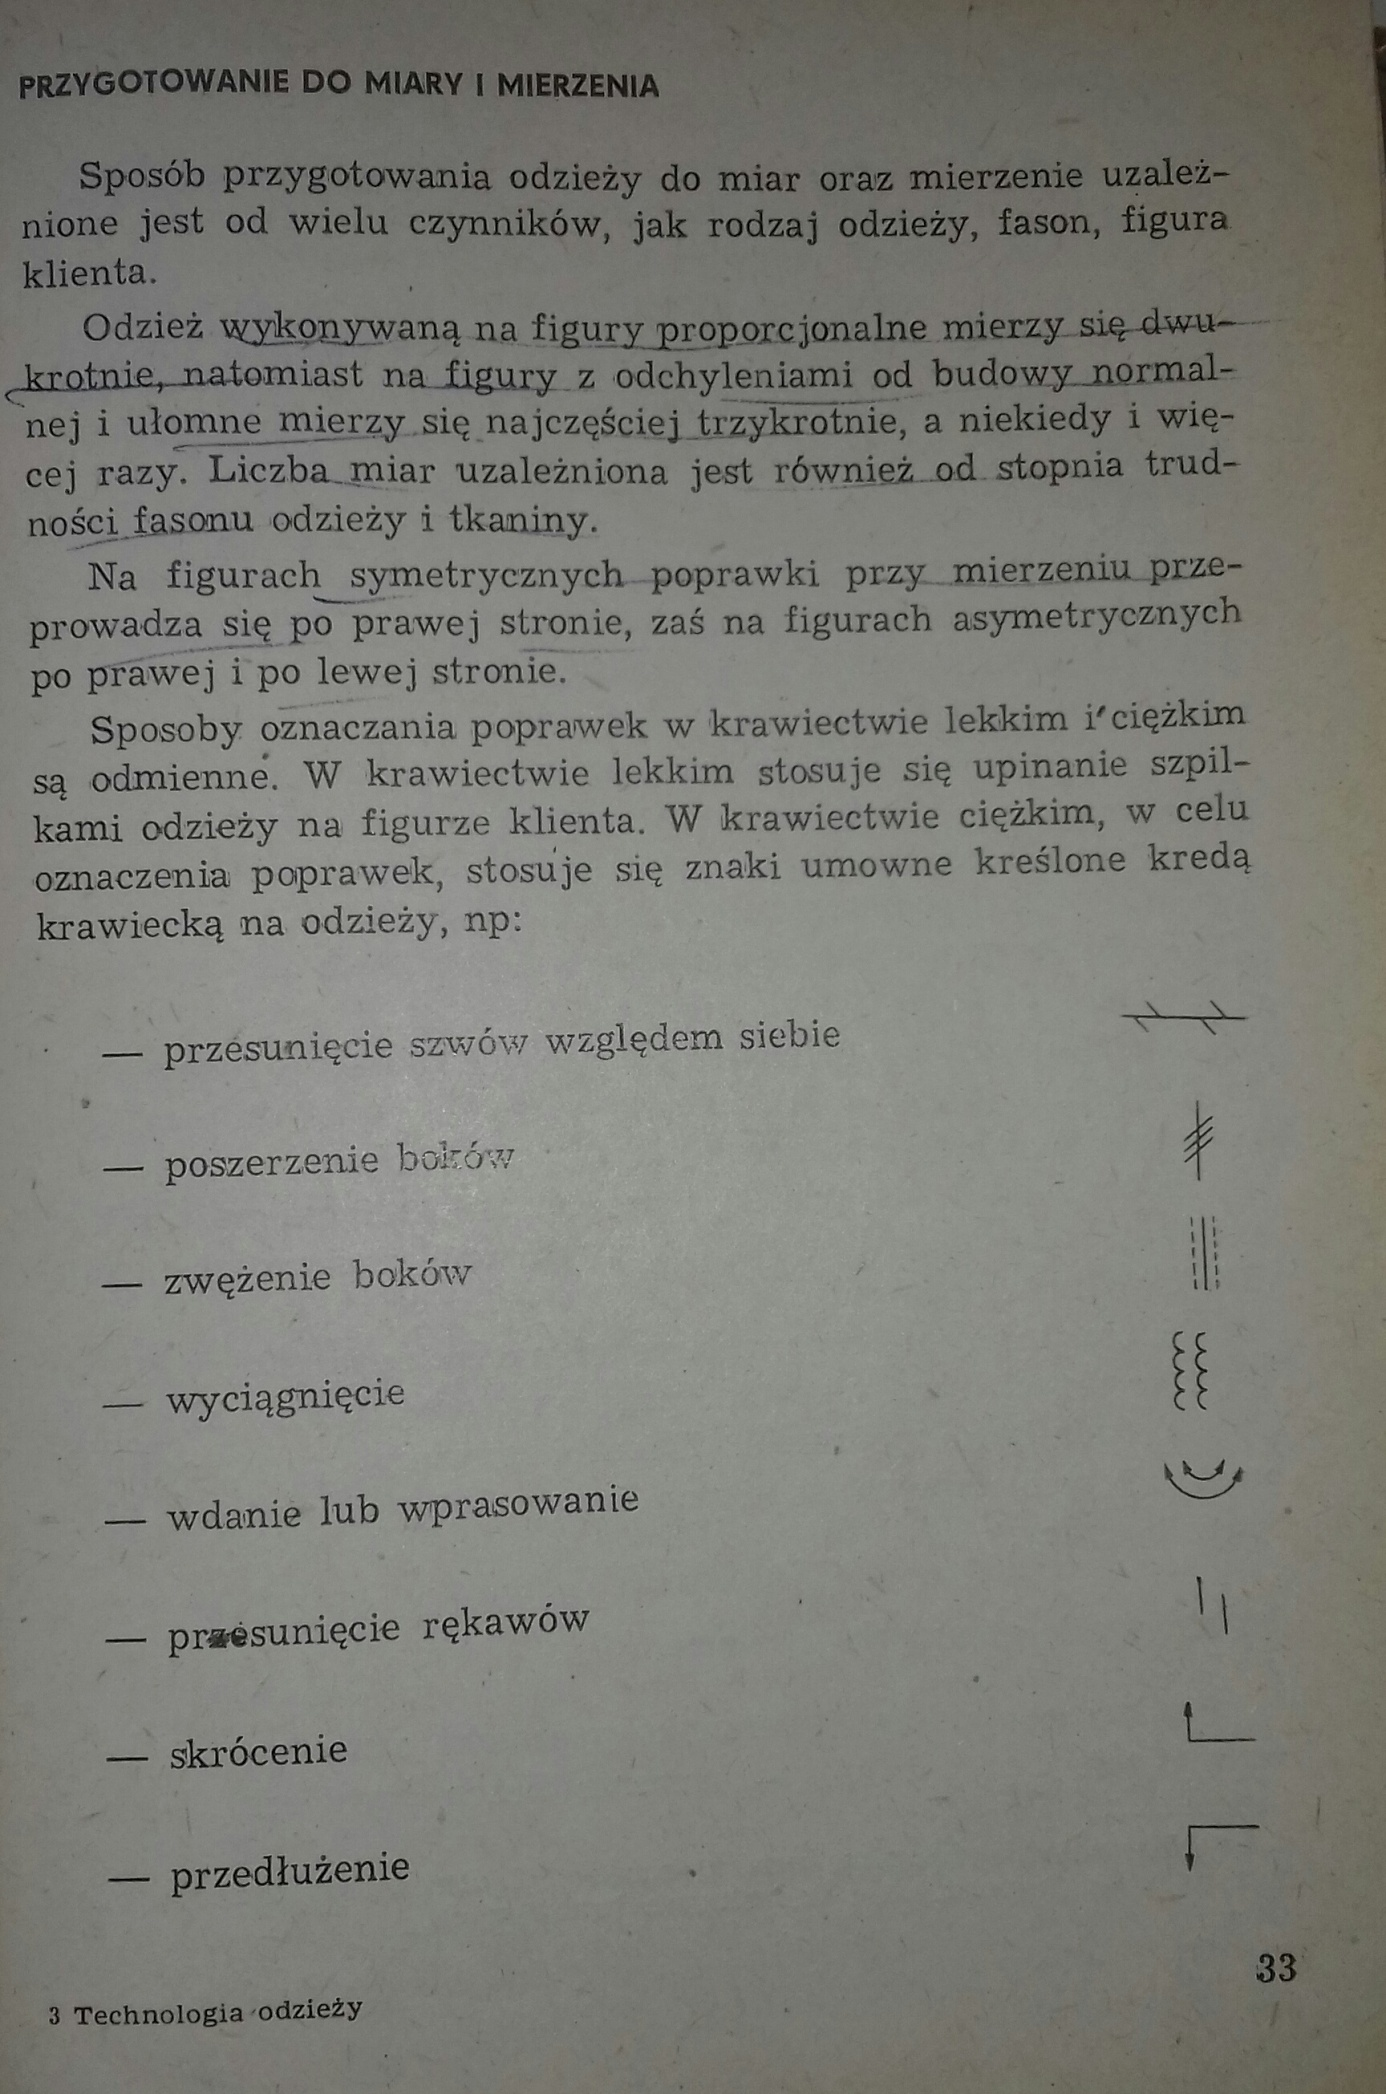 PRZYGOTOWANIE DO MIARY I MIERZENIA
Sposób przygotowania odzieży do miar oraz mierzenie uzależ-
nione jest od wielu czynników, jak rodzaj odzieży, fason, figura
klienta.
Odzież wykonywaną na figury proporcjonalne mierzy się dwu-
krotnie, natomiast na figury z odchyleniami od budowy normal-
nej i ułomne mierzy się najczęściej trzykrotnie, a niekiedy i wię-
cej razy. Liczba miar uzależniona jest również od stopnia trud-
ności fasonu odzieży i tkaniny.
Na figurach symetrycznych poprawki przy mierzeniu prze-
prowadza się po prawej stronie, zaś na figurach asymetrycznych
po prawej i po lewej stronie.
Sposoby oznaczania poprawek w krawiectwie lekkim i ciężkim
są odmienne. W krawiectwie lekkim stosuje się upinanie szpil-
kami odzieży na figurze klienta. W krawiectwie ciężkim, w celu
oznaczenia poprawek, stosuje się znaki umowne kreślone kredą
krawiecką na odzieży, np:
— przesunięcie szwów względem siebie
— poszerzenie boków
— zwężenie boków
— wyciągnięcie
— wdanie lub wprasowanie
— przesunięcie rękawów
— skrócenie
— przedłużenie
33
3 Technologia odzieży